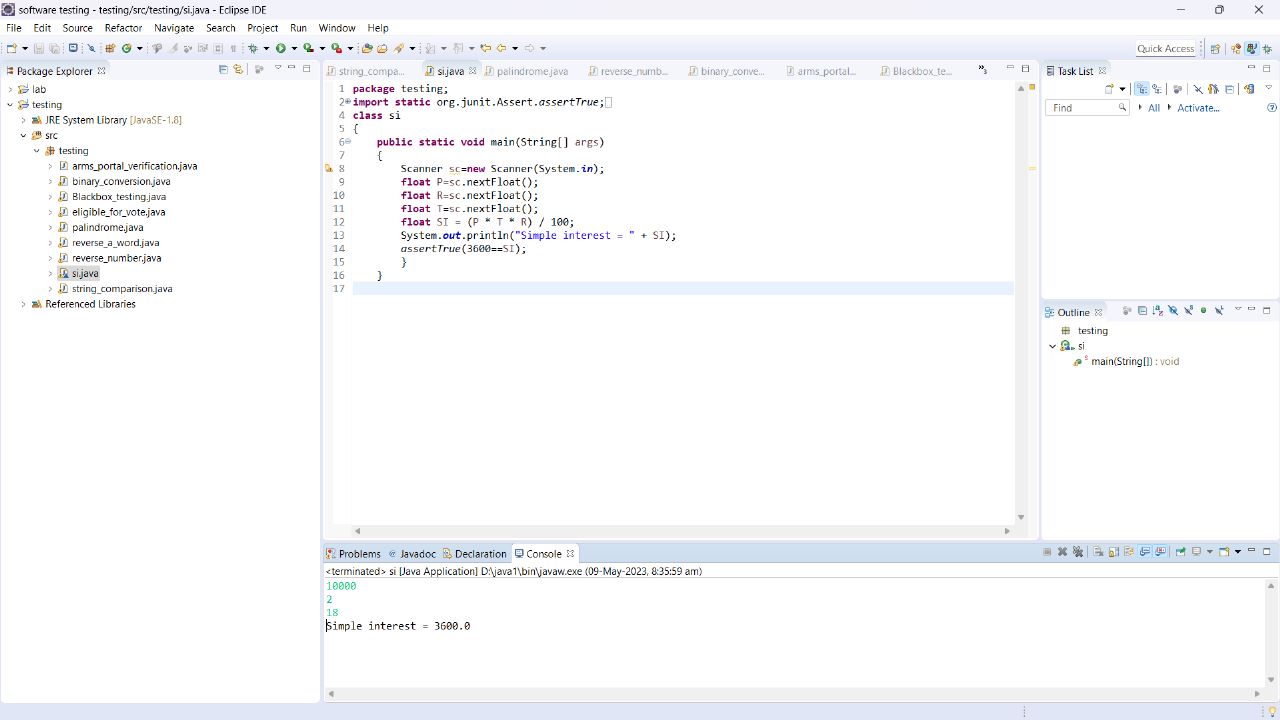 software testing - testing/src/testing/si.java - Eclipse IDE
File Edit Source Refactor Navigate Search Project Run Window Help
Quick Access
Package Explorer
lab
testing
JRE System Library [JavaSE-1.8]
src
testing
arms_portal_verification.java
binary_conversion.java
Blackbox_testing.java
eligible_for_vote.java
palindrome.java
reverse_a_word.java
reverse_number.java
si.java
string_comparison.java
Referenced Libraries
string_compa... si.java palindrome.java reverse_numb... binary_conve... arms_portal... Blackbox_te... »3
1 package testing;
2 import static org.junit.Assert.assertTrue;
4 class si
5 {
6 public static void main(String[] args)
7 {
8 Scanner sc=new Scanner(System.in);
9 float P=sc.nextFloat();
10 float R=sc.nextFloat();
11 float T=sc.nextFloat();
12 float SI = (P * T * R) / 100;
13 System.out.println("Simple interest = " + SI);
14 assertTrue(3600==SI);
15 }
16 }
17
Task List
Find All Activate...
Outline
testing
si
main(String[]) : void
Problems @ Javadoc Declaration Console
<terminated> si [Java Application] D:\java1\bin\javaw.exe (09-May-2023, 8:35:59 am)
10000
2
18
Simple interest = 3600.0